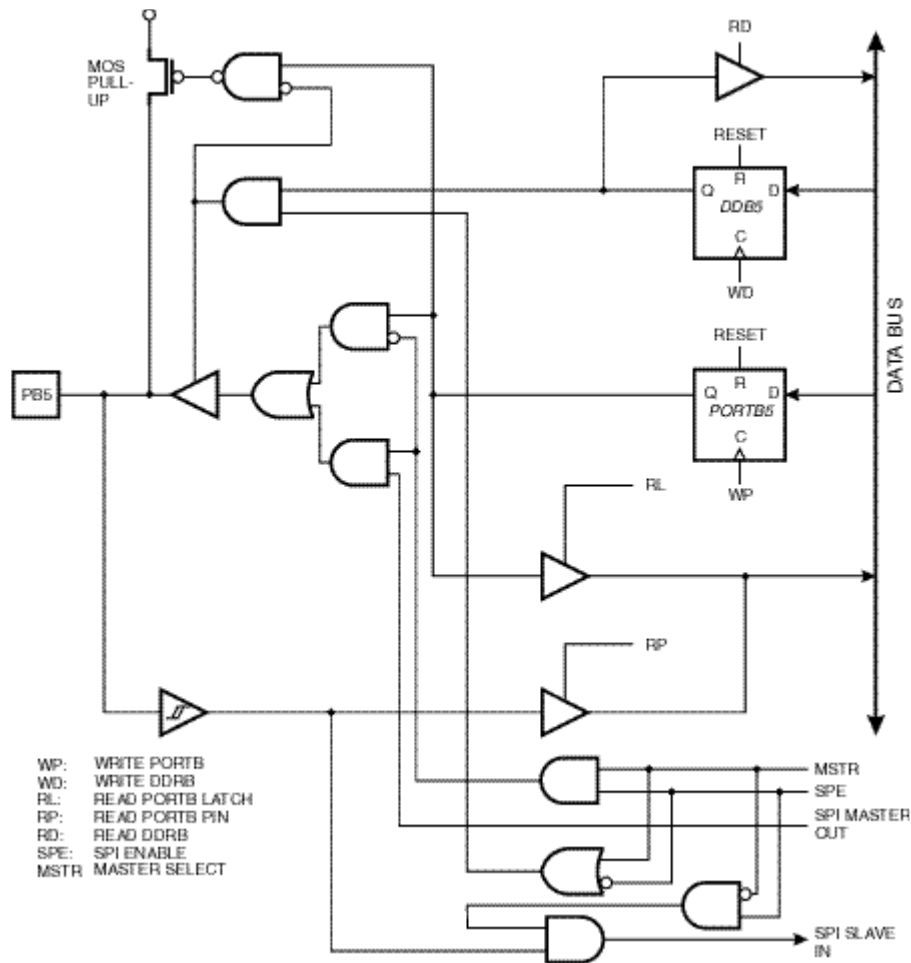 RD
MOS
PULL-
UP
RESET
R
Q
D
DDB5
C
WD
DATA BUS
RESET
R
PB5
Q
D
PORTB5
C
WP
RL
RP
WP: WRITE PORTB
WD: WRITE DDRB
RL: READ PORTB LATCH
RP: READ PORTB PIN
RD: READ DDRB
SPE: SPI ENABLE
MSTR MASTER SELECT
MSTR
SPE
SPI MASTER
OUT
SPI SLAVE
IN